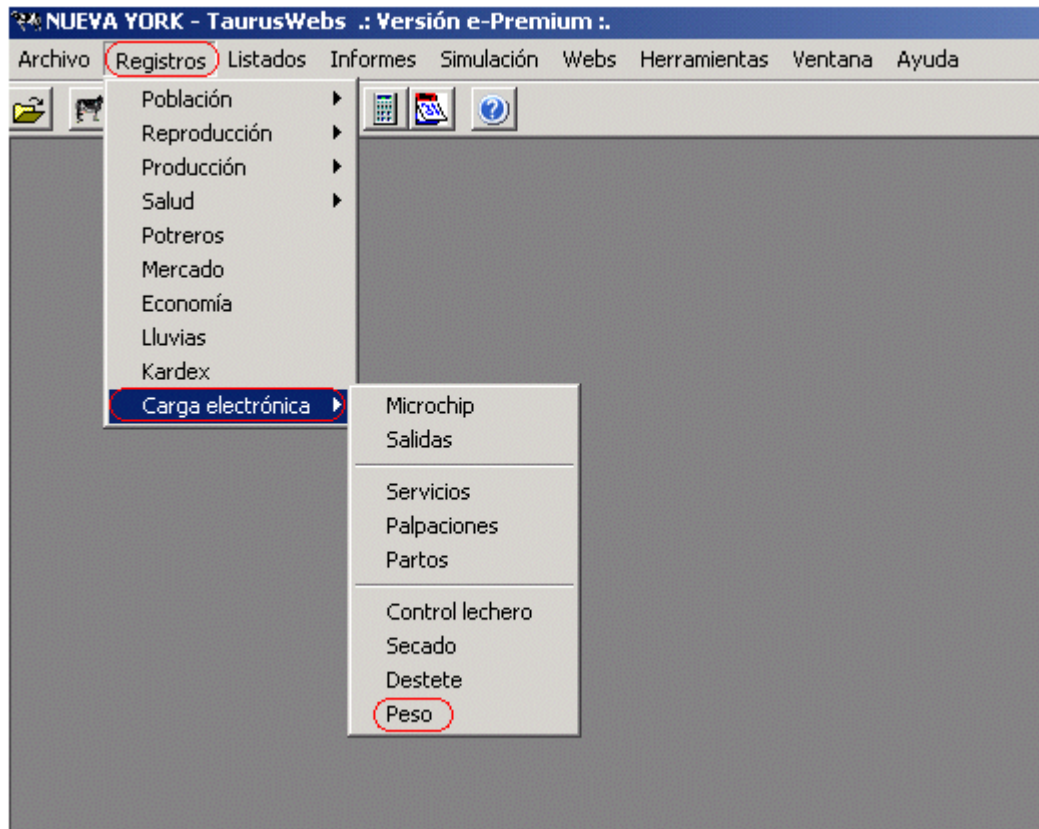 NUEVA YORK - TaurusWebs .: Versión e-Premium :.
Archivo Registros Listados Informes Simulación Webs Herramientas Ventana Ayuda
Población
Reproducción
Producción
Salud
Potreros
Mercado
Economía
Lluvias
Kardex
Carga electrónica
Microchip
Salidas
Servicios
Palpaciones
Partos
Control lechero
Secado
Destete
Peso